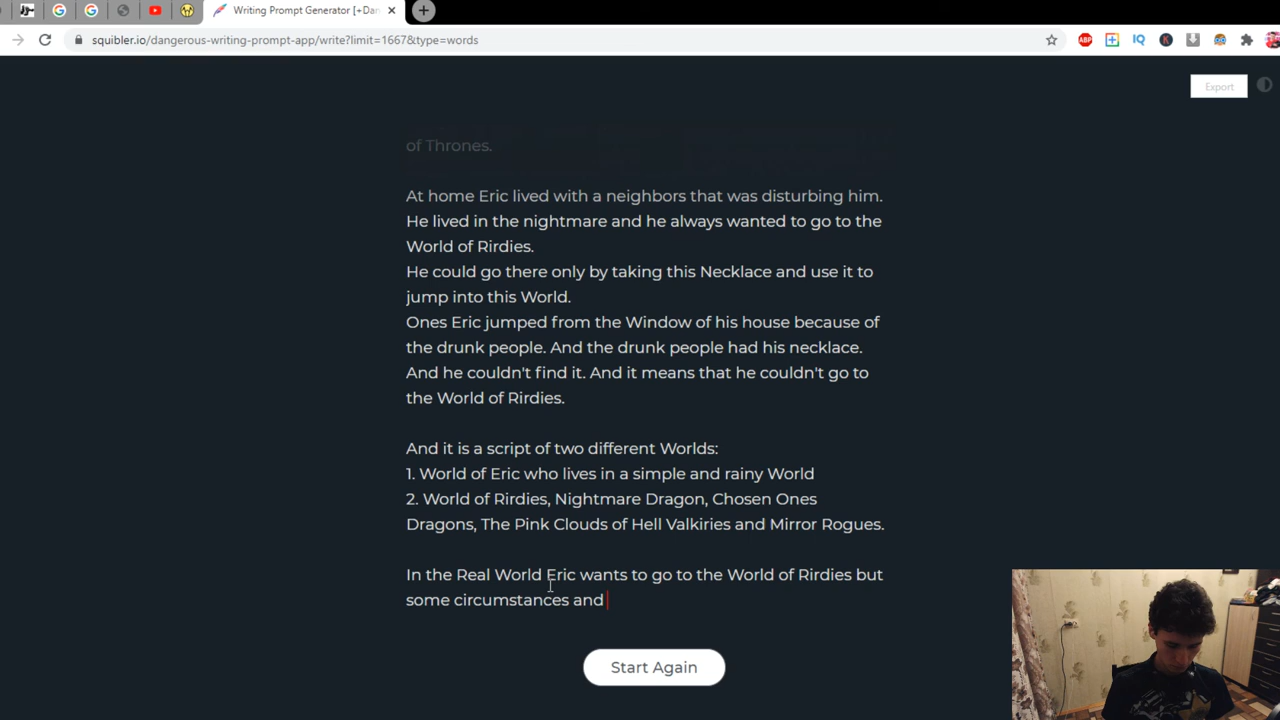 Writing Prompt Generator [+Dan
squibler.io/dangerous-writing-prompt-app/write?limit=1667&type=words
ABP
IQ
K
Export
of Thrones.
At home Eric lived with a neighbors that was disturbing him.
He lived in the nightmare and he always wanted to go to the
World of Rirdies.
He could go there only by taking this Necklace and use it to
jump into this World.
Ones Eric jumped from the Window of his house because of
the drunk people. And the drunk people had his necklace.
And he couldn't find it. And it means that he couldn't go to
the World of Rirdies.
And it is a script of two different Worlds:
1. World of Eric who lives in a simple and rainy World
2. World of Rirdies, Nightmare Dragon, Chosen Ones
Dragons, The Pink Clouds of Hell Valkiries and Mirror Rogues.
In the Real World Eric wants to go to the World of Rirdies but
some circumstances and
Start Again